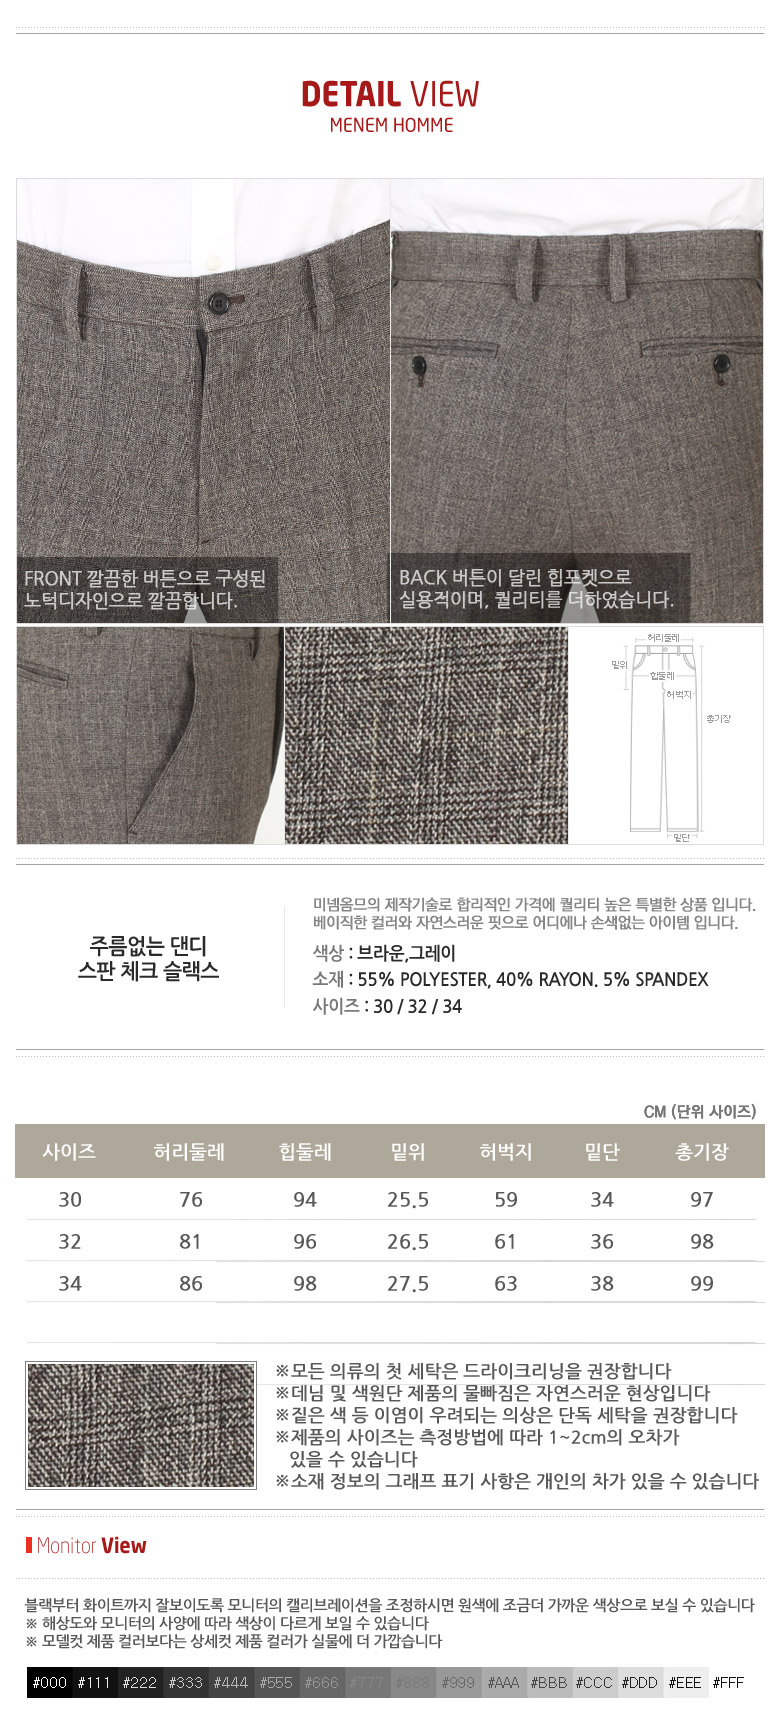 DETAIL VIEW
MENEM HOMME
FRONT 깔끔한 버튼으로 구성된
노턱디자인으로 깔끔합니다.
BACK 버튼이 달린 힙포켓으로
실용적이며, 퀄리티를 더하였습니다.
허리둘레
밑위
합둘레
허벅지
총기장
밑단
주름없는 댄디
스판 체크 슬랙스
미넴옴므의 제작기술로 합리적인 가격에 퀄리티 높은 특별한 상품 입니다.
베이직한 컬러와 자연스러운 핏으로 어디에나 손색없는 아이템 입니다.
색상 : 브라운,그레이
소재 : 55% POLYESTER, 40% RAYON. 5% SPANDEX
사이즈 : 30 / 32 / 34
CM (단위 사이즈)
사이즈 허리둘레 힙둘레 밑위 허벅지 밑단 총기장
30 76 94 25.5 59 34 97
32 81 96 26.5 61 36 98
34 86 98 27.5 63 38 99
※모든 의류의 첫 세탁은 드라이크리닝을 권장합니다
※데님 및 색원단 제품의 물빠짐은 자연스러운 현상입니다
※짙은 색 등 이염이 우려되는 의상은 단독 세탁을 권장합니다
※제품의 사이즈는 측정방법에 따라 1~2cm의 오차가
있을 수 있습니다
※소재 정보의 그래프 표기 사항은 개인의 차가 있을 수 있습니다
Monitor View
블랙부터 화이트까지 잘보이도록 모니터의 캘리브레이션을 조정하시면 원색에 조금더 가까운 색상으로 보실 수 있습니다
※ 해상도와 모니터의 사양에 따라 색상이 다르게 보일 수 있습니다
※ 모델컷 제품 컬러보다는 상세컷 제품 컬러가 실물에 더 가깝습니다
#000 #111 #222 #333 #444 #555 #666 #777 #888 #999 #AAA #BBB #CCC #DDD #EEE #FFF